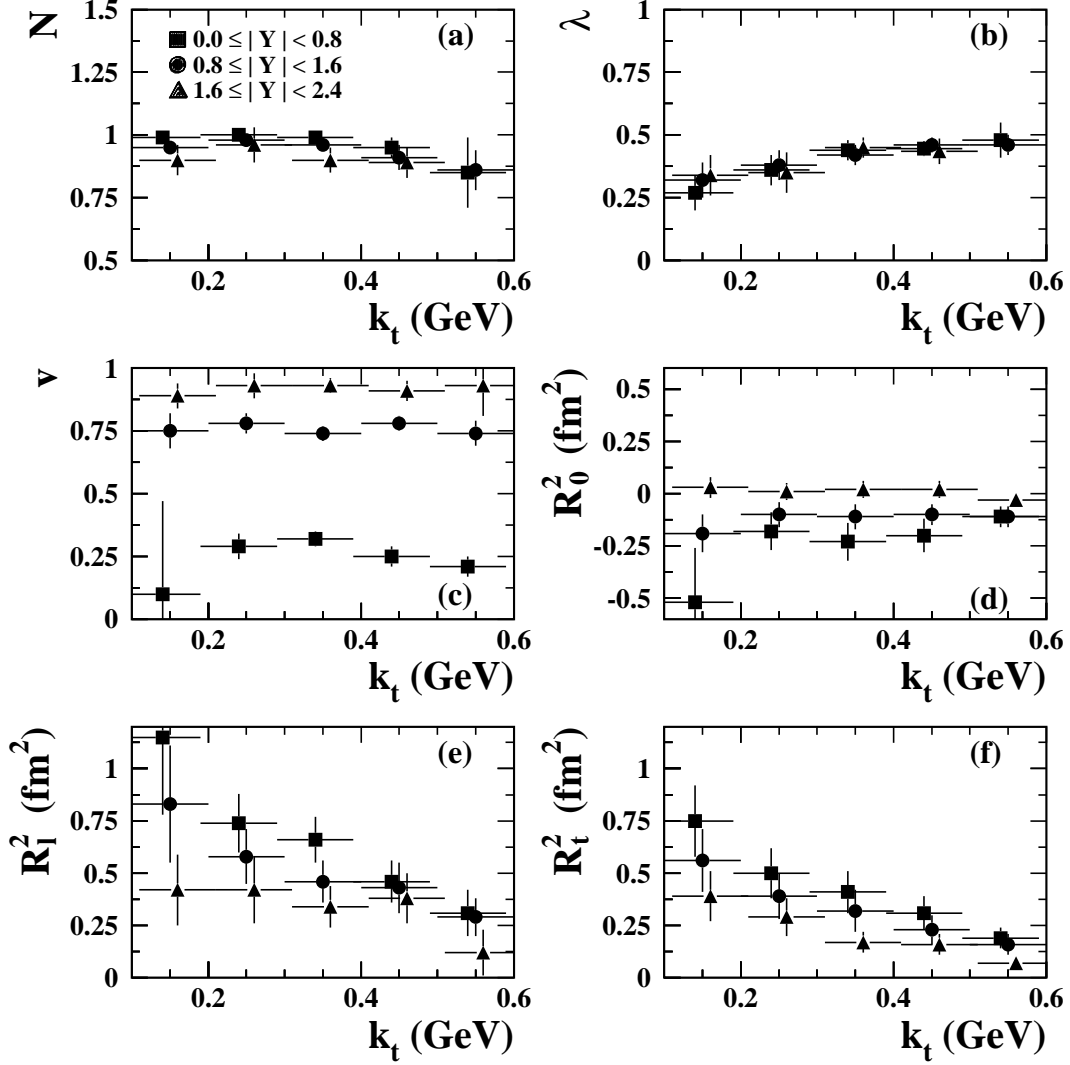 N
1.5
1.25
1
0.75
0.5
(a)
0.0 ≤ | Y | < 0.8
0.8 ≤ | Y | < 1.6
1.6 ≤ | Y | < 2.4
0.2 0.4 0.6
k_t (GeV)
λ
1
0.75
0.5
0.25
0
(b)
0.2 0.4 0.6
k_t (GeV)
v
1
0.75
0.5
0.25
0
(c)
0.2 0.4 0.6
k_t (GeV)
R_0^2 (fm^2)
0.5
0.25
0
-0.25
-0.5
(d)
0.2 0.4 0.6
k_t (GeV)
R_l^2 (fm^2)
1
0.75
0.5
0.25
0
(e)
0.2 0.4 0.6
k_t (GeV)
R_t^2 (fm^2)
1
0.75
0.5
0.25
0
(f)
0.2 0.4 0.6
k_t (GeV)